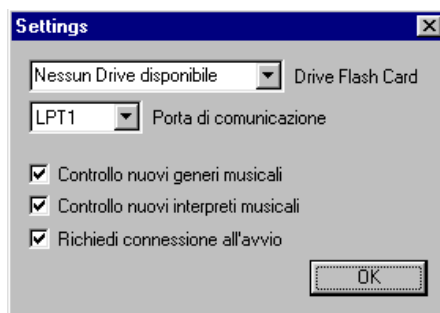 Settings
Nessun Drive disponibile Drive Flash Card
LPT1 Porta di comunicazione
Controllo nuovi generi musicali
Controllo nuovi interpreti musicali
Richiedi connessione all'avvio
OK